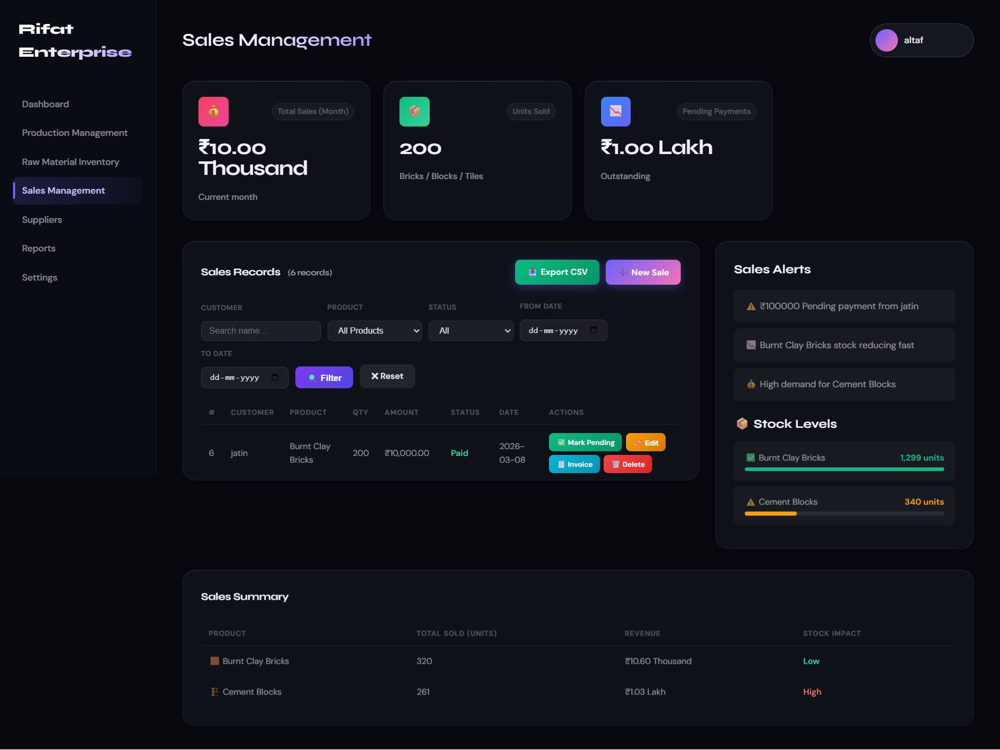 Rifat
Enterprise
Dashboard
Production Management
Raw Material Inventory
Sales Management
Suppliers
Reports
Settings
Sales Management
altaf
Total Sales (Month)
₹10.00
Thousand
Current month
Units Sold
200
Bricks / Blocks / Tiles
Pending Payments
₹1.00 Lakh
Outstanding
Sales Records (6 records)
Export CSV
New Sale
CUSTOMER
Search name...
PRODUCT
All Products
STATUS
All
FROM DATE
dd-mm-yyyy
TO DATE
dd-mm-yyyy
Filter
Reset
# CUSTOMER PRODUCT QTY AMOUNT STATUS DATE ACTIONS
6 jatin Burnt Clay Bricks 200 ₹10,000.00 Paid 2026-03-08
Mark Pending
Edit
Invoice
Delete
Sales Alerts
₹100000 Pending payment from jatin
Burnt Clay Bricks stock reducing fast
High demand for Cement Blocks
Stock Levels
Burnt Clay Bricks 1,299 units
Cement Blocks 340 units
Sales Summary
PRODUCT TOTAL SOLD (UNITS) REVENUE STOCK IMPACT
Burnt Clay Bricks 320 ₹10.60 Thousand Low
Cement Blocks 261 ₹1.03 Lakh High